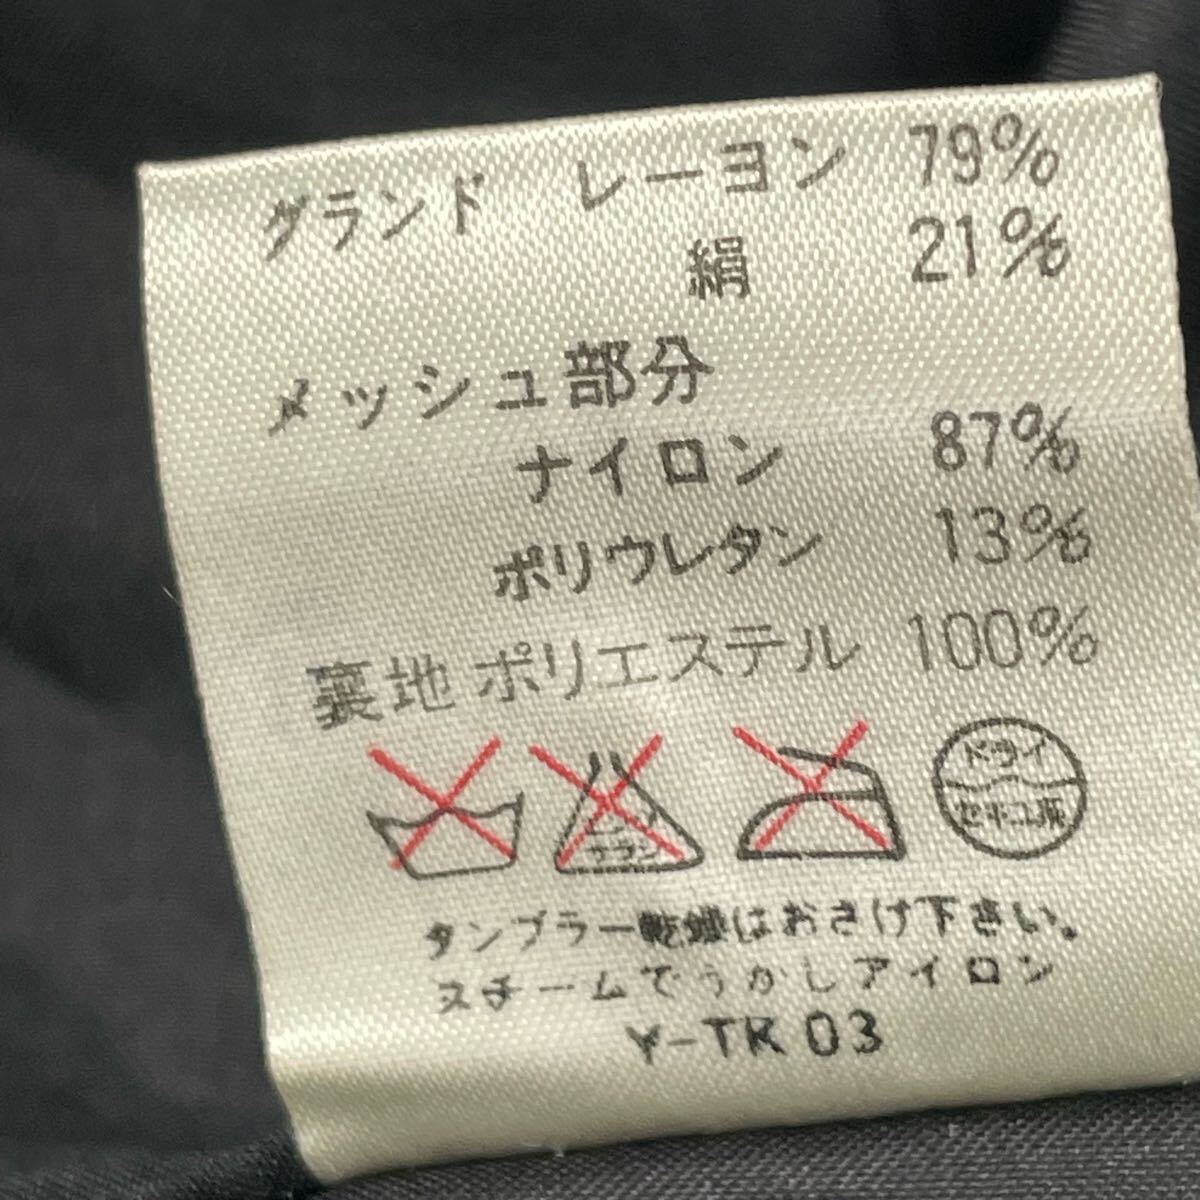 グランド レーヨン 79%
絹 21%
メッシュ部分
ナイロン 87%
ポリウレタン 13%
裏地 ポリエステル 100%
ドライ
セキユ系
タンブラー乾燥はおさけ下さい。
スチームでうかしアイロン
Y-TK 03